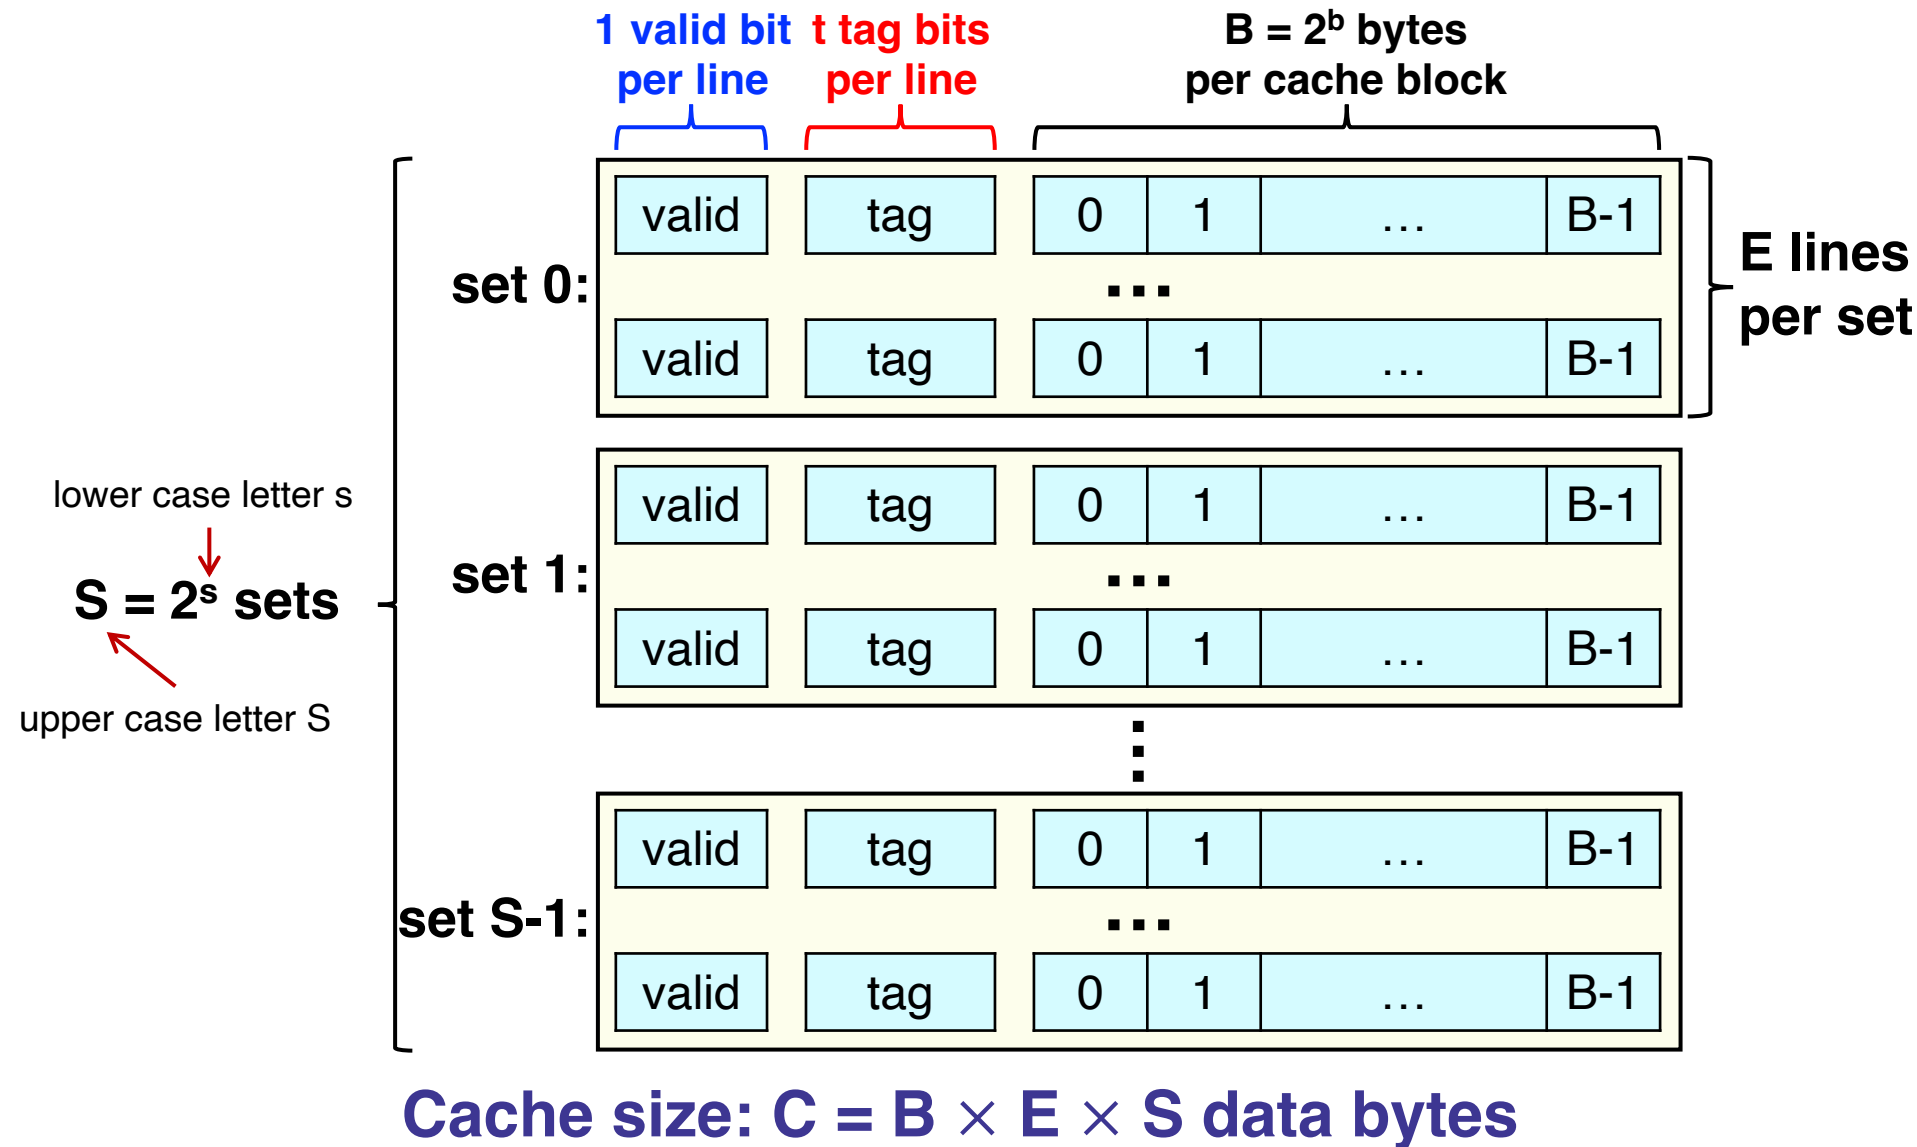 1 valid bit
per line
t tag bits
per line
B = 2ᵇ bytes
per cache block
set 0:
valid tag 0 1 … B-1
…
valid tag 0 1 … B-1
E lines
per set
lower case letter s
S = 2ˢ sets
upper case letter S
set 1:
valid tag 0 1 … B-1
…
valid tag 0 1 … B-1
⋮
set S-1:
valid tag 0 1 … B-1
…
valid tag 0 1 … B-1
Cache size: C = B × E × S data bytes